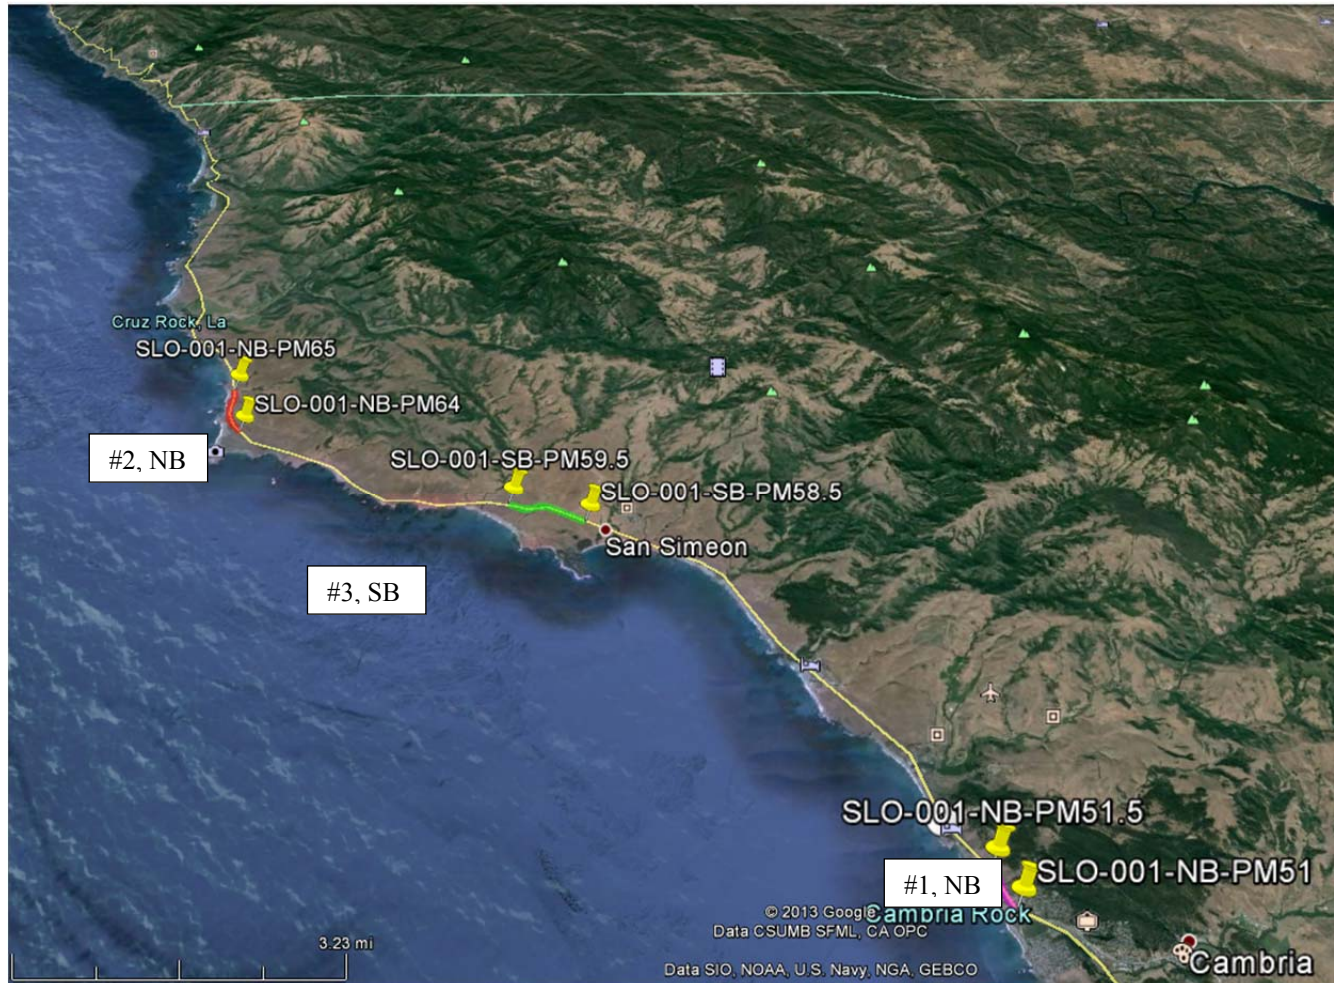 Cruz Rock, La
SLO-001-NB-PM65
SLO-001-NB-PM64
#2, NB
SLO-001-SB-PM59.5
SLO-001-SB-PM58.5
San Simeon
#3, SB
SLO-001-NB-PM51.5
SLO-001-NB-PM51
#1, NB
© 2013 Google
Cambria Rock
Data CSUMB SFML, CA OPC
3.23 mi
Cambria
Data SIO, NOAA, U.S. Navy, NGA, GEBCO